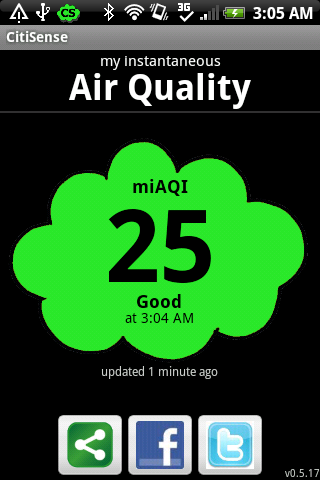 CS
3G
3:05 AM
CitiSense
my instantaneous
Air Quality
miAQI
25
Good
at 3:04 AM
updated 1 minute ago
v0.5.17